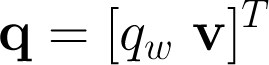 𝐪 = [q_w 𝐯]^T